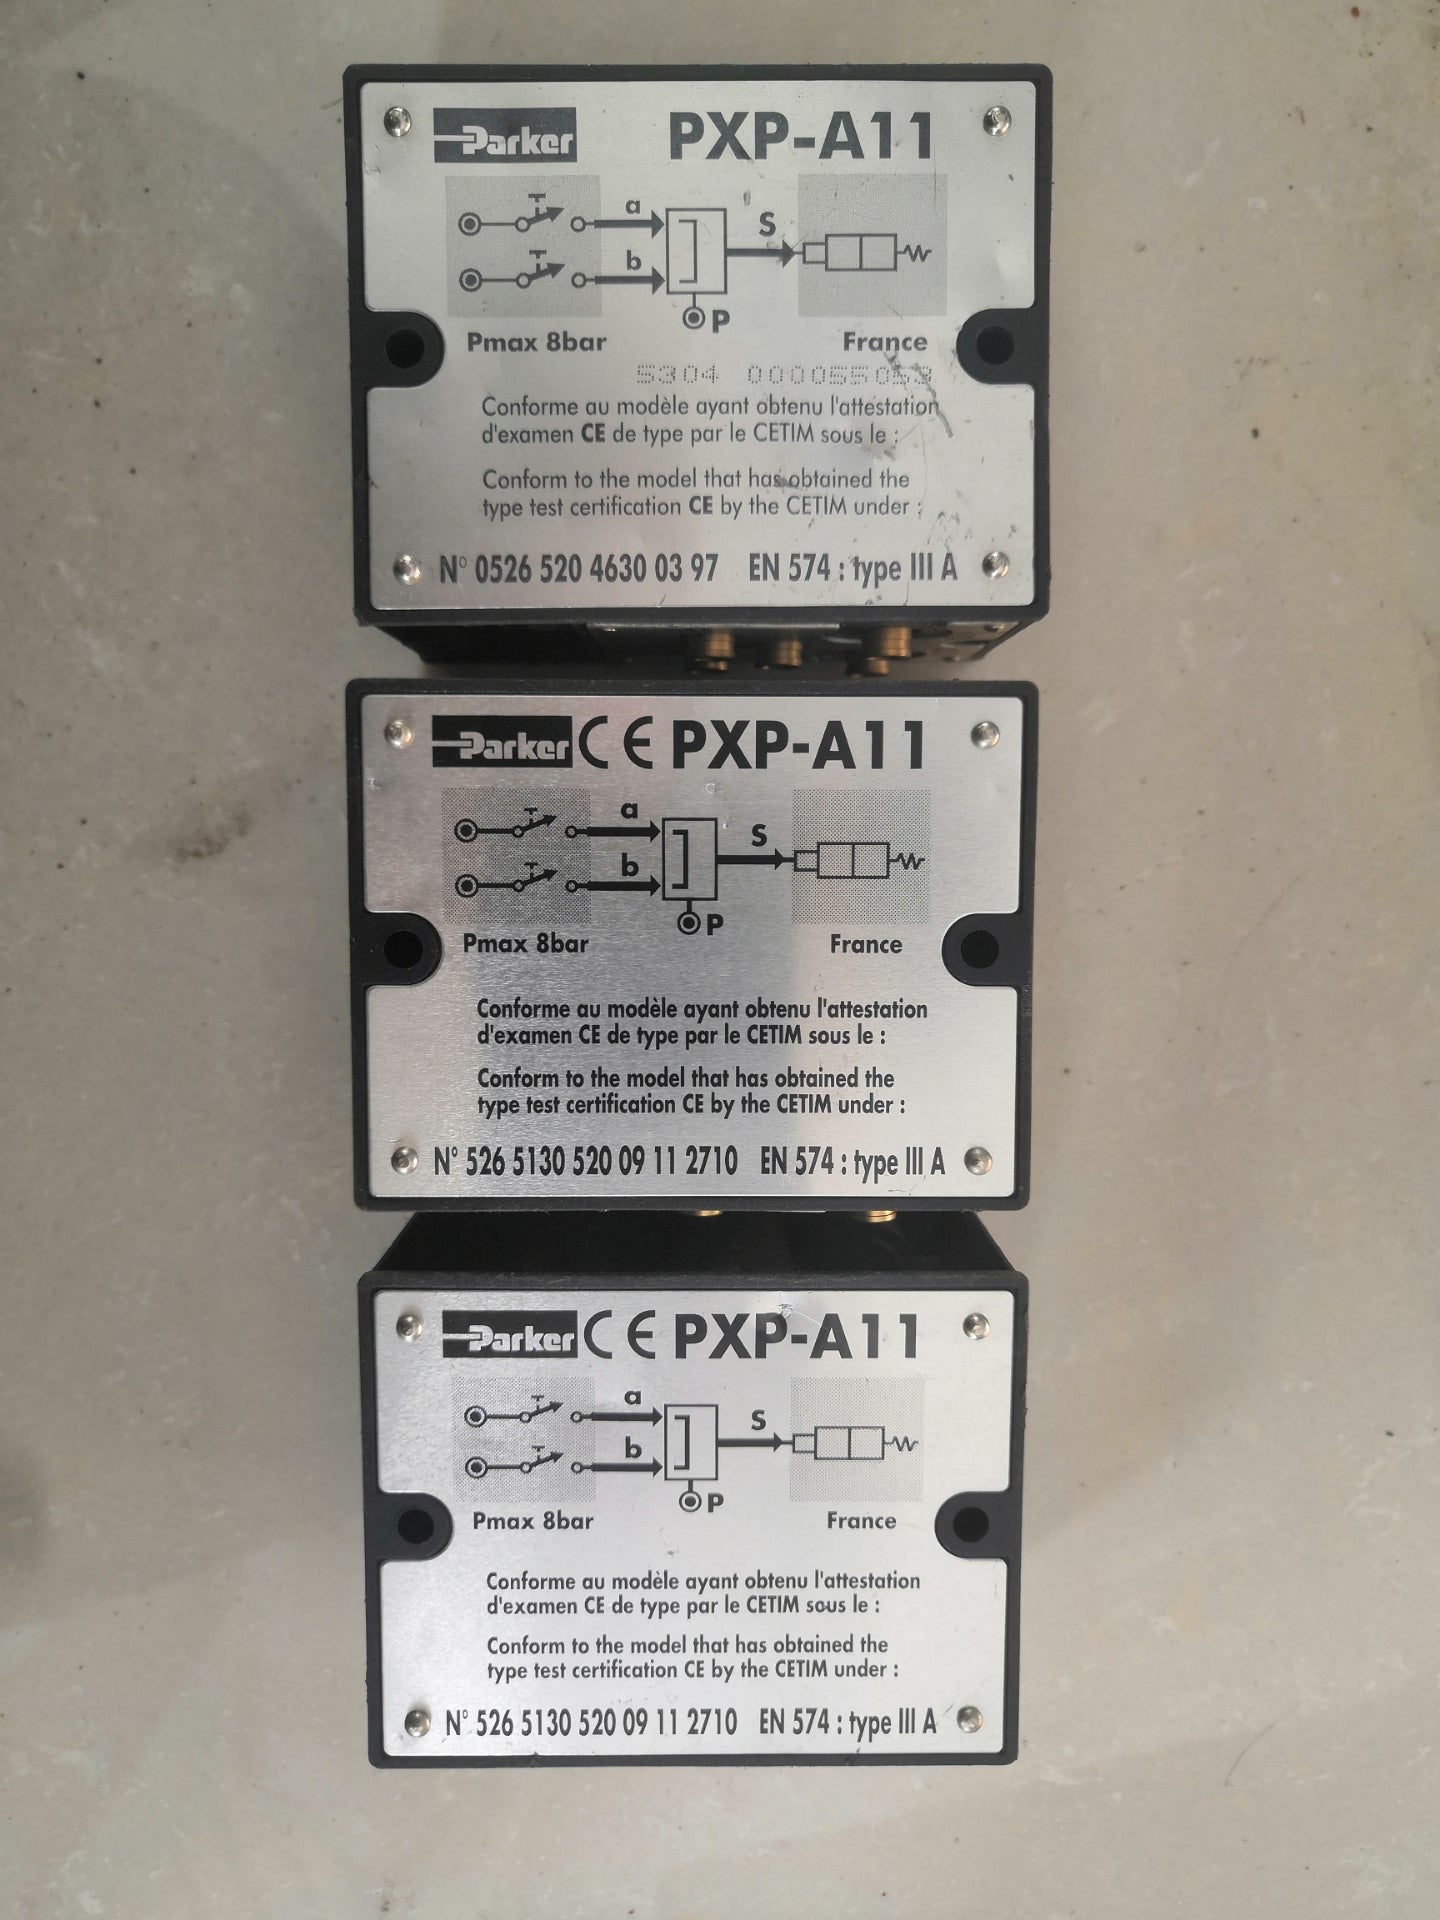 Parker PXP-A11
a
S
b
P
Pmax 8bar France
5304 000055053
Conforme au modèle ayant obtenu l'attestation
d'examen CE de type par le CETIM sous le :
Conform to the model that has obtained the
type test certification CE by the CETIM under :
N° 0526 520 4630 03 97 EN 574 : type III A
Parker CE PXP-A11
a
S
b
P
Pmax 8bar France
Conforme au modèle ayant obtenu l'attestation
d'examen CE de type par le CETIM sous le :
Conform to the model that has obtained the
type test certification CE by the CETIM under :
N° 526 5130 520 09 11 2710 EN 574 : type III A
Parker CE PXP-A11
a
S
b
P
Pmax 8bar France
Conforme au modèle ayant obtenu l'attestation
d'examen CE de type par le CETIM sous le :
Conform to the model that has obtained the
type test certification CE by the CETIM under :
N° 526 5130 520 09 11 2710 EN 574 : type III A